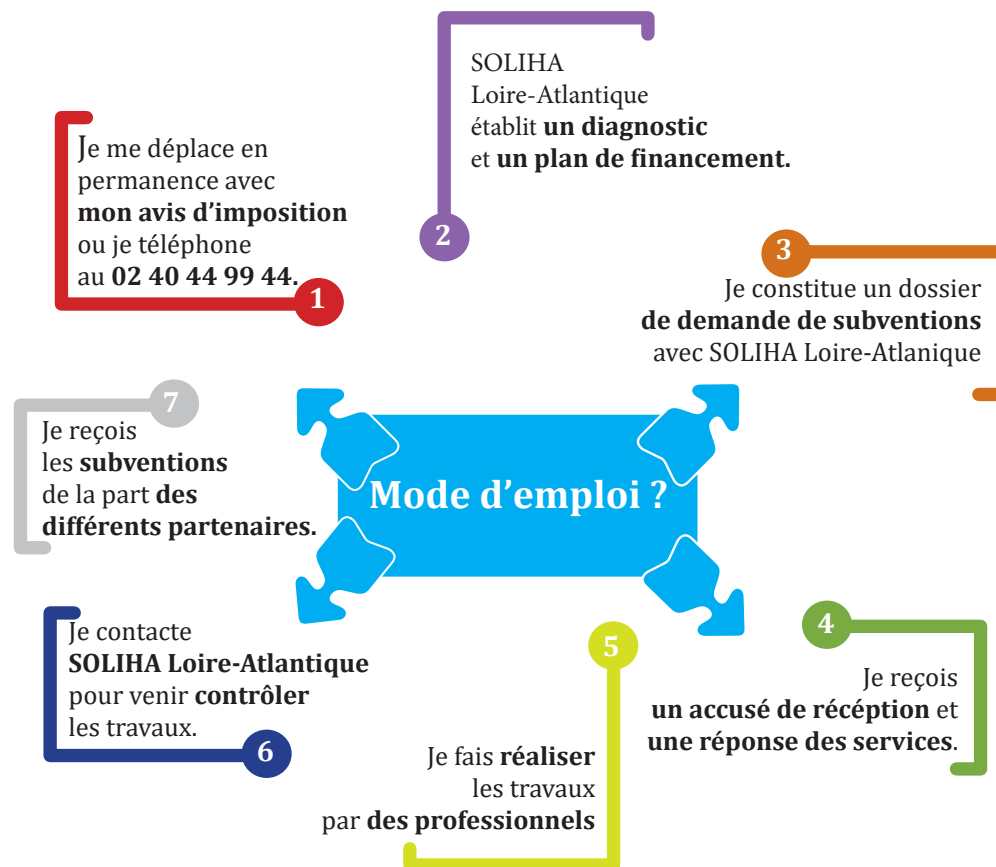 1
Je me déplace en
permanence avec
mon avis d'imposition
ou je téléphone
au 02 40 44 99 44.
2
SOLIHA
Loire-Atlantique
établit un diagnostic
et un plan de financement.
3
Je constitue un dossier
de demande de subventions
avec SOLIHA Loire-Atlanique
Mode d'emploi ?
4
Je reçois
un accusé de récéption et
une réponse des services.
5
Je fais réaliser
les travaux
par des professionnels
6
Je contacte
SOLIHA Loire-Atlantique
pour venir contrôler
les travaux.
7
Je reçois
les subventions
de la part des
différents partenaires.